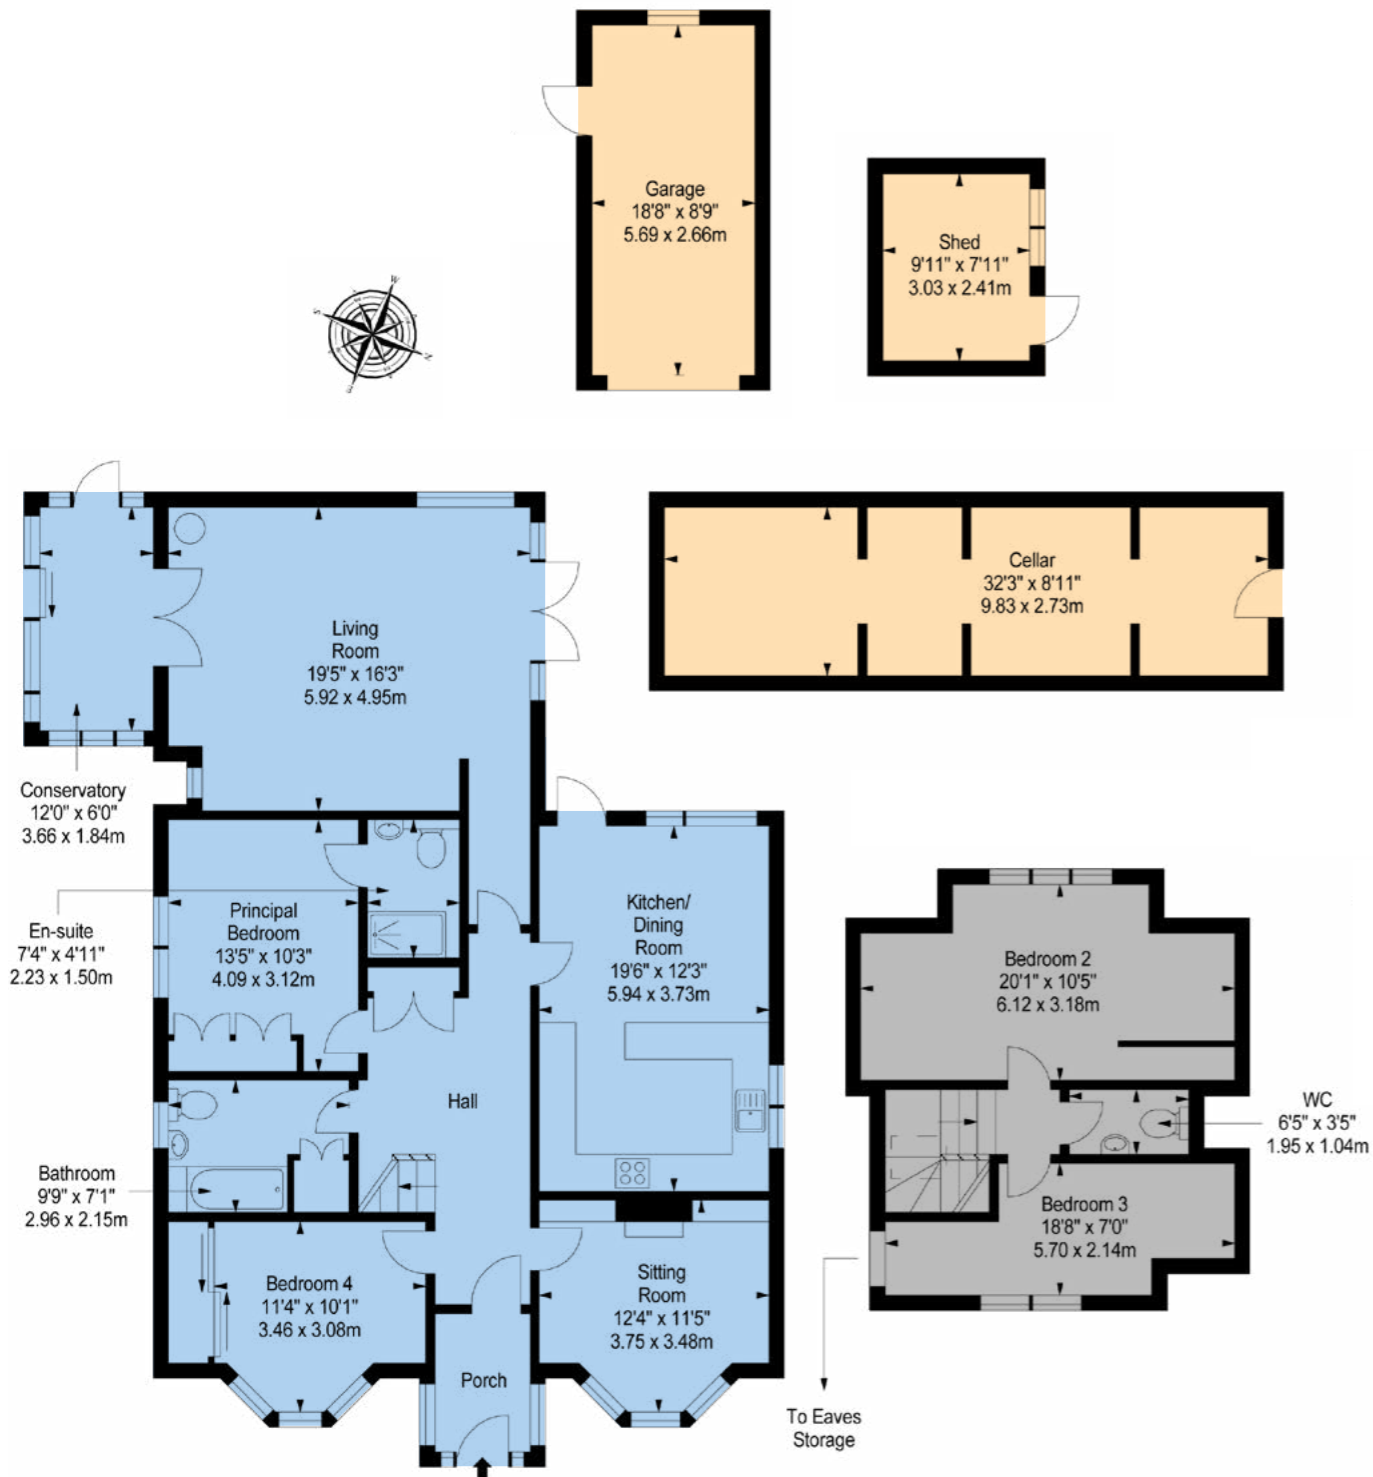 Garage
18'8" x 8'9"
5.69 x 2.66m
Shed
9'11" x 7'11"
3.03 x 2.41m
W
S
N
E
Cellar
32'3" x 8'11"
9.83 x 2.73m
Living
Room
19'5" x 16'3"
5.92 x 4.95m
Conservatory
12'0" x 6'0"
3.66 x 1.84m
En-suite
7'4" x 4'11"
2.23 x 1.50m
Principal
Bedroom
13'5" x 10'3"
4.09 x 3.12m
Kitchen/
Dining
Room
19'6" x 12'3"
5.94 x 3.73m
Bedroom 2
20'1" x 10'5"
6.12 x 3.18m
Hall
WC
6'5" x 3'5"
1.95 x 1.04m
Bathroom
9'9" x 7'1"
2.96 x 2.15m
Bedroom 3
18'8" x 7'0"
5.70 x 2.14m
Bedroom 4
11'4" x 10'1"
3.46 x 3.08m
Sitting
Room
12'4" x 11'5"
3.75 x 3.48m
Porch
To Eaves
Storage